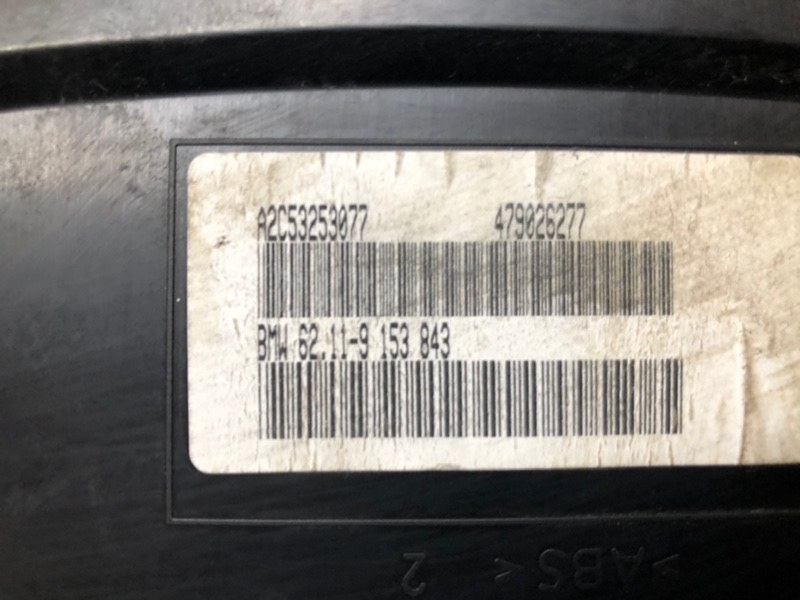 A2C53253077 479026277
BMW 62.11-9 153 843
>ABS<
2